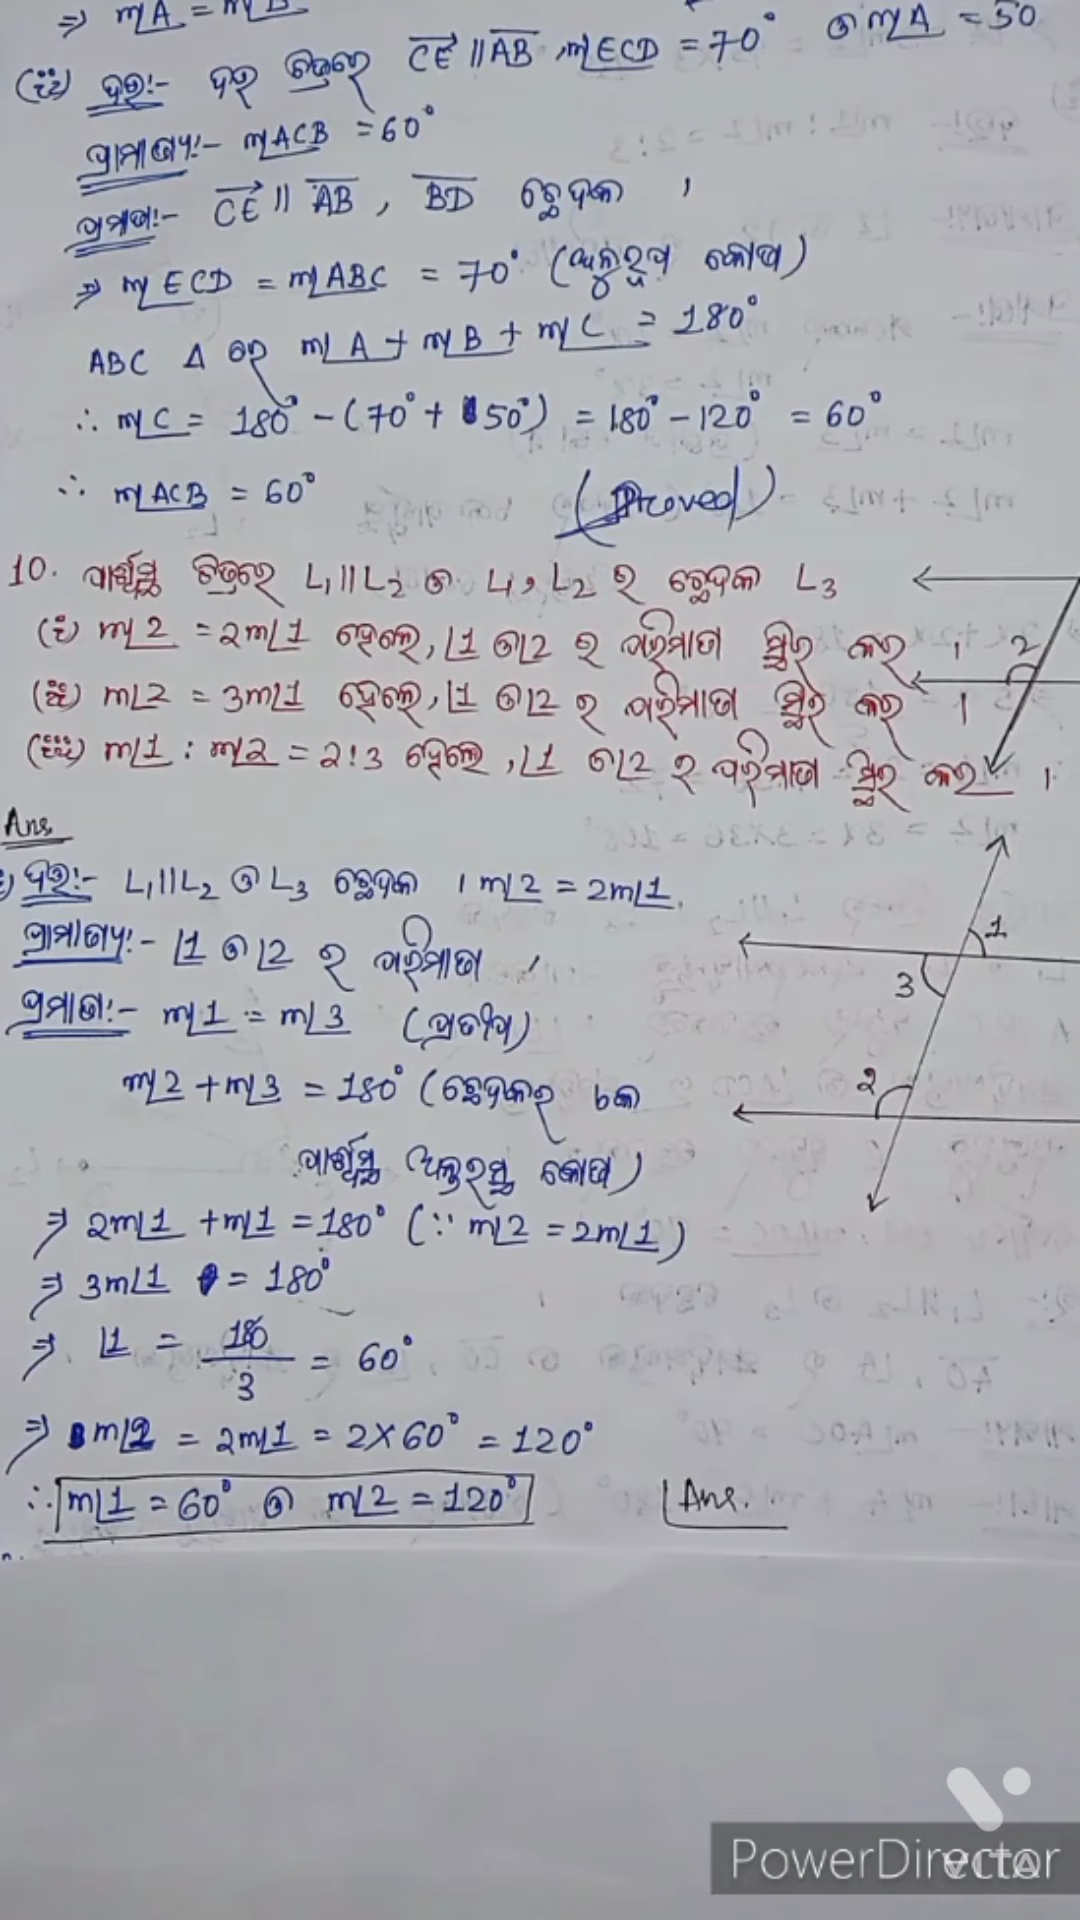 ⇒ m∠A = m∠B
(iii) ଦତ୍ତ:- ଦତ୍ତ ଚିତ୍ରରେ CE || AB, m∠ECD = 70° ଓ m∠A = 50
ପ୍ରାମାଣ୍ୟ:- m∠ACB = 60°
ପ୍ରମାଣ:- CE || AB, BD ଛେଦକ ।
⇒ m∠ECD = m∠ABC = 70° (ଅନୁରୂପ କୋଣ)
ABC Δ ରେ m∠A + m∠B + m∠C = 180°
∴ m∠C = 180° - (70° + 50°) = 180° - 120° = 60°
∴ m∠ACB = 60° (Proved)
10. ପାର୍ଶ୍ୱସ୍ଥ ଚିତ୍ରରେ L₁ || L₂ ଓ L₁, L₂ ର ଛେଦକ L₃
(i) m∠2 = 2m∠1 ହେଲେ, ∠1 ଓ ∠2 ର ପରିମାଣ ସ୍ଥିର କର ।
(ii) m∠2 = 3m∠1 ହେଲେ, ∠1 ଓ ∠2 ର ପରିମାଣ ସ୍ଥିର କର ।
(iii) m∠1 : m∠2 = 2:3 ହେଲେ, ∠1 ଓ ∠2 ର ପରିମାଣ ସ୍ଥିର କର ।
2
Ans
ଦତ୍ତ:- L₁ || L₂ ଓ L₃ ଛେଦକ । m∠2 = 2m∠1.
ପ୍ରାମାଣ୍ୟ:- ∠1 ଓ ∠2 ର ପରିମାଣ ।
ପ୍ରମାଣ:- m∠1 = m∠3 (ପ୍ରତୀପ)
m∠2 + m∠3 = 180° (ଛେଦକର ଏକ
ପାର୍ଶ୍ୱସ୍ଥ ଅନ୍ତଃସ୍ଥ କୋଣ)
⇒ 2m∠1 + m∠1 = 180° (∵ m∠2 = 2m∠1)
⇒ 3m∠1 = 180°
⇒ ∠1 = 180/3 = 60°
⇒ m∠2 = 2m∠1 = 2×60° = 120°
∴ m∠1 = 60° ଓ m∠2 = 120° Ans.
1
3
2
PowerDirector
VITA